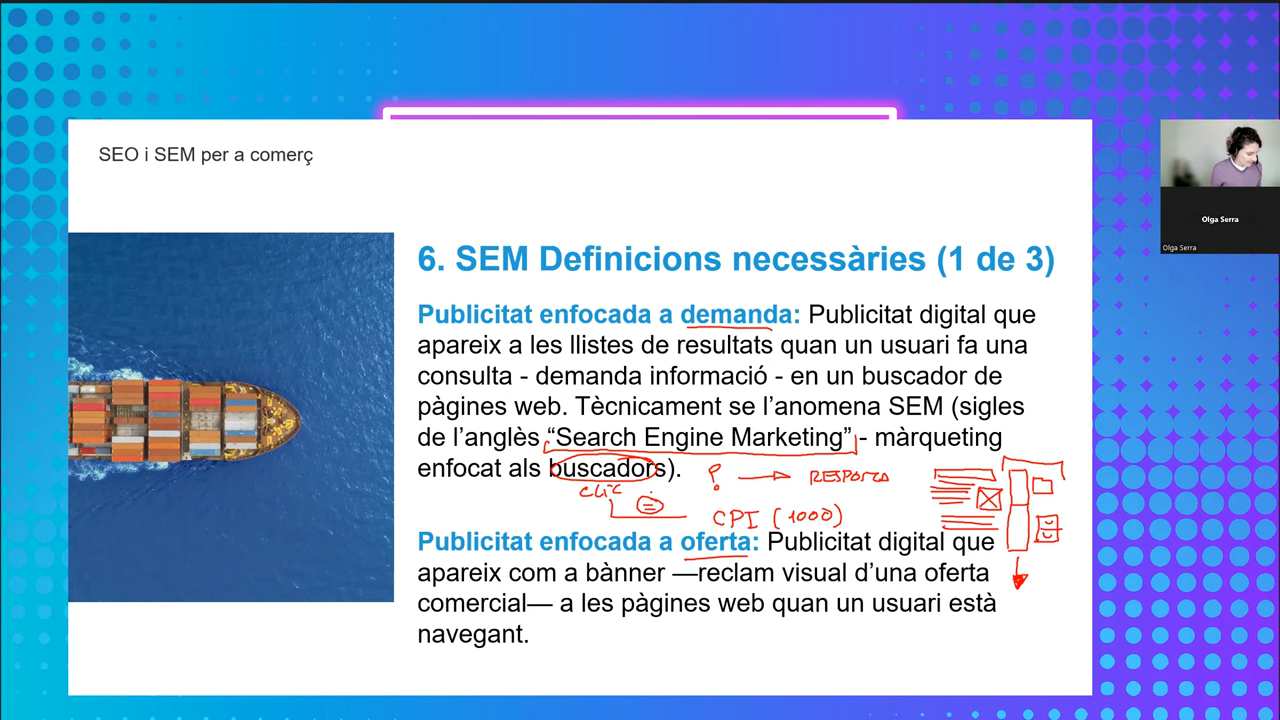 SEO i SEM per a comerç
6. SEM Definicions necessàries (1 de 3)
Publicitat enfocada a demanda: Publicitat digital que
apareix a les llistes de resultats quan un usuari fa una
consulta - demanda informació - en un buscador de
pàgines web. Tècnicament se l’anomena SEM (sigles
de l’anglès “Search Engine Marketing” - màrqueting
enfocat als buscadors).
? → RESPOSTA
clic
CPI (1000)
Publicitat enfocada a oferta: Publicitat digital que
apareix com a bànner —reclam visual d’una oferta
comercial— a les pàgines web quan un usuari està
navegant.
Olga Serra
Olga Serra